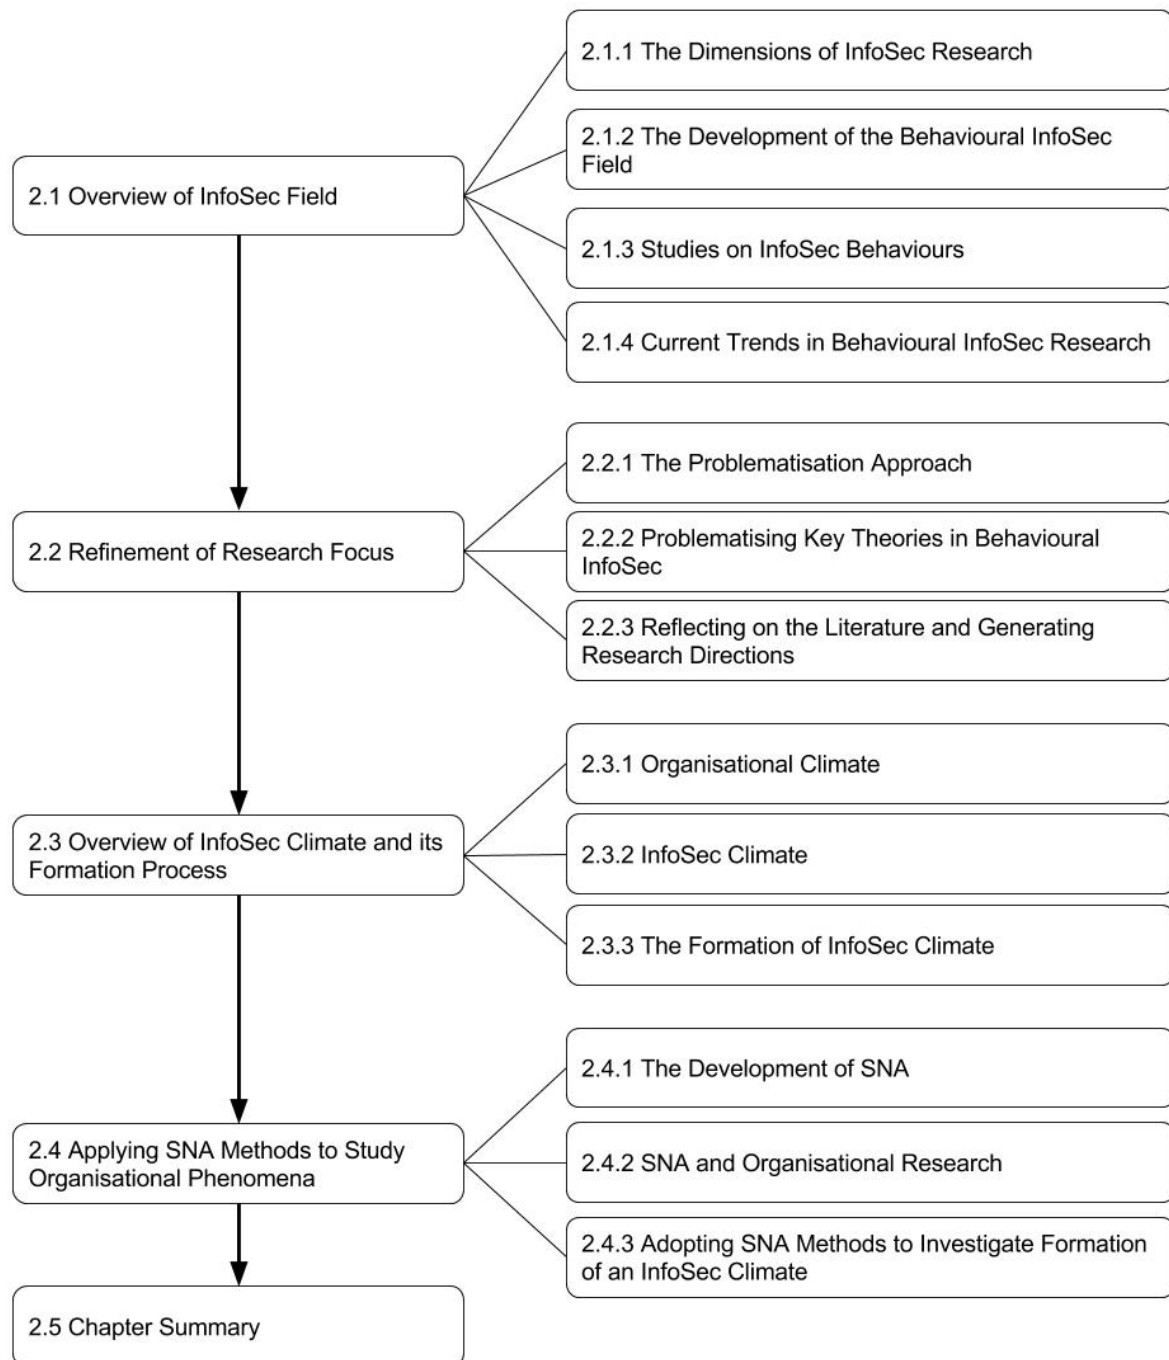 2.1 Overview of InfoSec Field
2.1.1 The Dimensions of InfoSec Research
2.1.2 The Development of the Behavioural InfoSec
Field
2.1.3 Studies on InfoSec Behaviours
2.1.4 Current Trends in Behavioural InfoSec Research
2.2 Refinement of Research Focus
2.2.1 The Problematisation Approach
2.2.2 Problematising Key Theories in Behavioural
InfoSec
2.2.3 Reflecting on the Literature and Generating
Research Directions
2.3 Overview of InfoSec Climate and its
Formation Process
2.3.1 Organisational Climate
2.3.2 InfoSec Climate
2.3.3 The Formation of InfoSec Climate
2.4 Applying SNA Methods to Study
Organisational Phenomena
2.4.1 The Development of SNA
2.4.2 SNA and Organisational Research
2.4.3 Adopting SNA Methods to Investigate Formation
of an InfoSec Climate
2.5 Chapter Summary